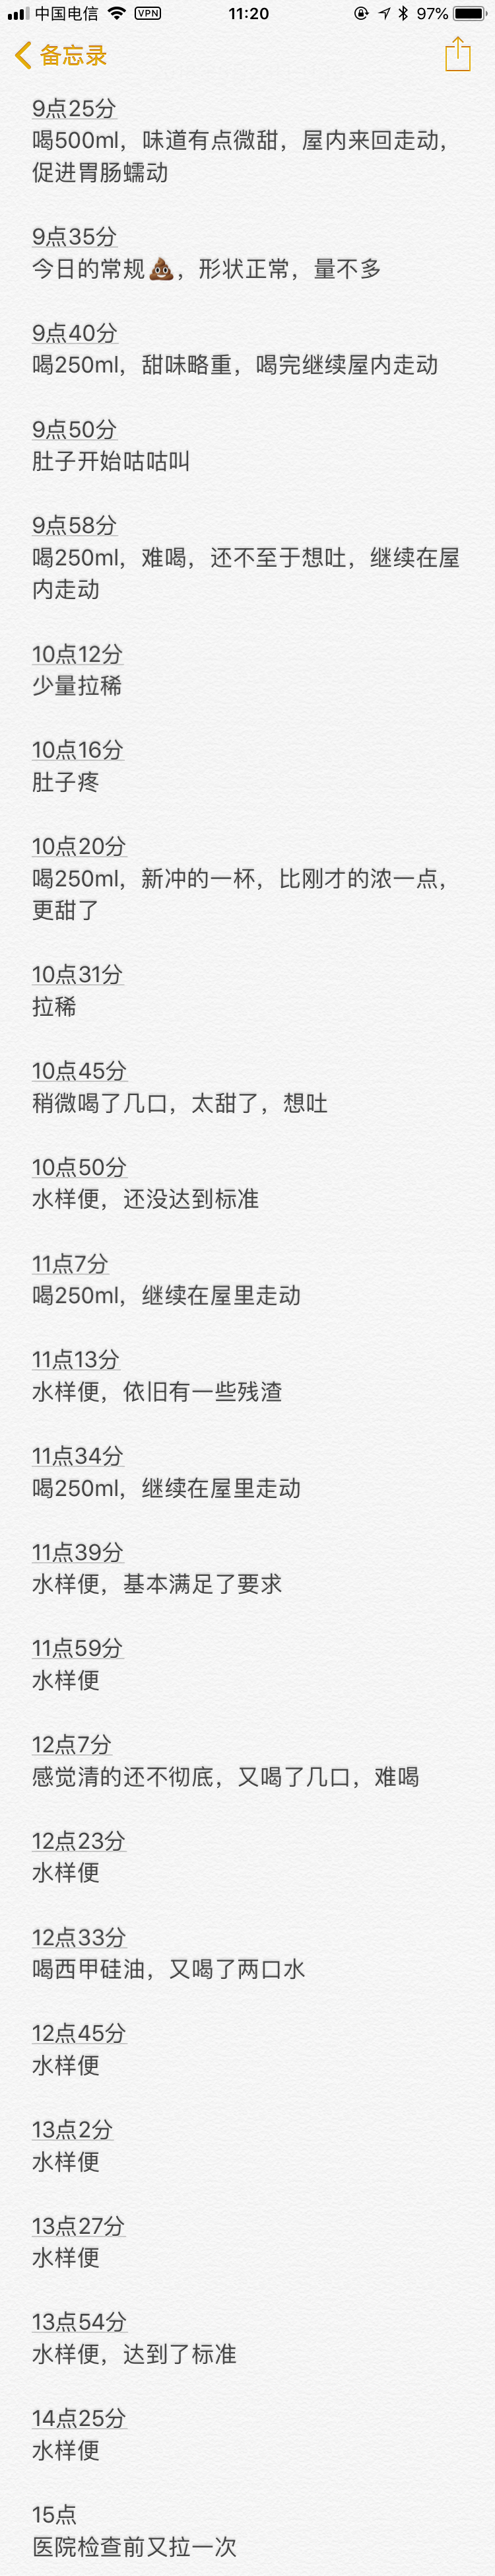 中国电信 VPN 11:20 97%
备忘录
9点25分
喝500ml，味道有点微甜，屋内来回走动，
促进胃肠蠕动
9点35分
今日的常规💩，形状正常，量不多
9点40分
喝250ml，甜味略重，喝完继续屋内走动
9点50分
肚子开始咕咕叫
9点58分
喝250ml，难喝，还不至于想吐，继续在屋
内走动
10点12分
少量拉稀
10点16分
肚子疼
10点20分
喝250ml，新冲的一杯，比刚才的浓一点，
更甜了
10点31分
拉稀
10点45分
稍微喝了几口，太甜了，想吐
10点50分
水样便，还没达到标准
11点7分
喝250ml，继续在屋里走动
11点13分
水样便，依旧有一些残渣
11点34分
喝250ml，继续在屋里走动
11点39分
水样便，基本满足了要求
11点59分
水样便
12点7分
感觉清的还不彻底，又喝了几口，难喝
12点23分
水样便
12点33分
喝西甲硅油，又喝了两口水
12点45分
水样便
13点2分
水样便
13点27分
水样便
13点54分
水样便，达到了标准
14点25分
水样便
15点
医院检查前又拉一次